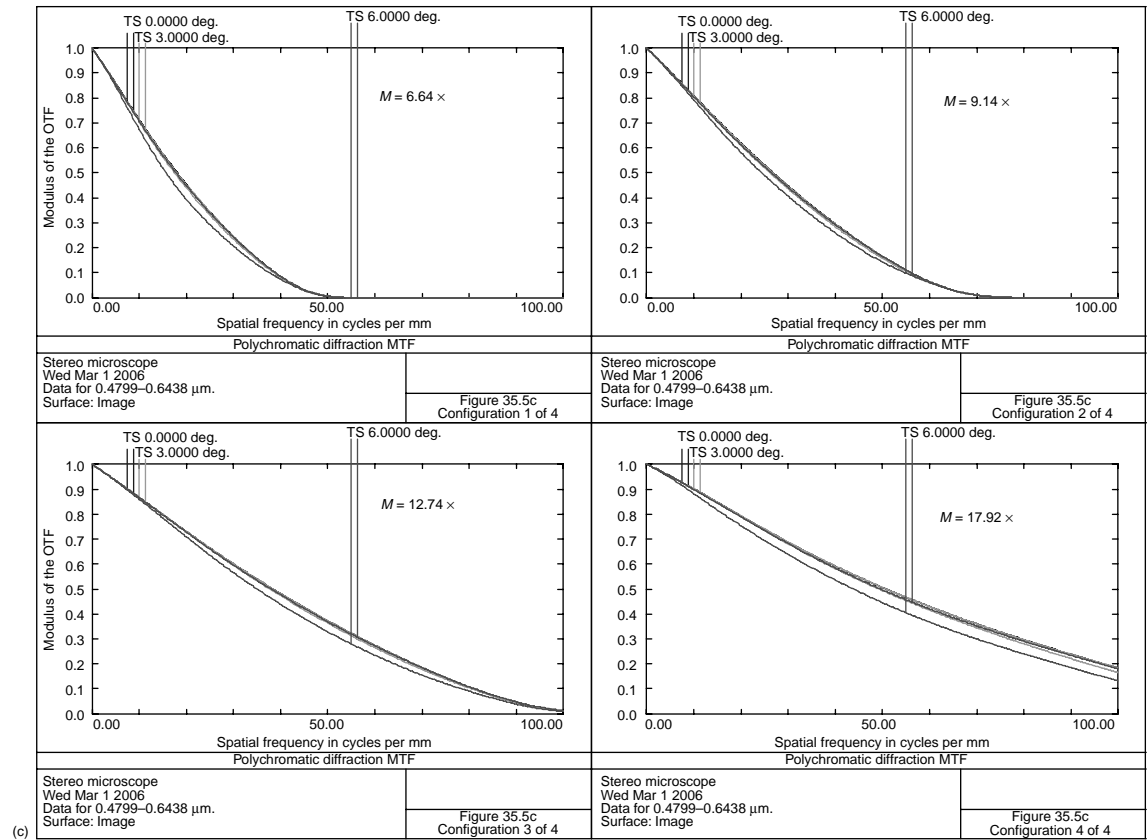 TS 0.0000 deg.
TS 3.0000 deg.
TS 6.0000 deg.
1.0
0.9
0.8
0.7
0.6
0.5
0.4
0.3
0.2
0.1
0.0
Modulus of the OTF
M = 6.64 ×
0.00 50.00 100.00
Spatial frequency in cycles per mm
Polychromatic diffraction MTF
Stereo microscope
Wed Mar 1 2006
Data for 0.4799–0.6438 μm.
Surface: Image
Figure 35.5c
Configuration 1 of 4
TS 0.0000 deg.
TS 3.0000 deg.
TS 6.0000 deg.
1.0
0.9
0.8
0.7
0.6
0.5
0.4
0.3
0.2
0.1
0.0
M = 9.14 ×
0.00 50.00 100.00
Spatial frequency in cycles per mm
Polychromatic diffraction MTF
Stereo microscope
Wed Mar 1 2006
Data for 0.4799–0.6438 μm.
Surface: Image
Figure 35.5c
Configuration 2 of 4
TS 0.0000 deg.
TS 3.0000 deg.
TS 6.0000 deg.
1.0
0.9
0.8
0.7
0.6
0.5
0.4
0.3
0.2
0.1
0.0
Modulus of the OTF
M = 12.74 ×
0.00 50.00 100.00
Spatial frequency in cycles per mm
Polychromatic diffraction MTF
Stereo microscope
Wed Mar 1 2006
Data for 0.4799–0.6438 μm.
Surface: Image
Figure 35.5c
Configuration 3 of 4
TS 0.0000 deg.
TS 3.0000 deg.
TS 6.0000 deg.
1.0
0.9
0.8
0.7
0.6
0.5
0.4
0.3
0.2
0.1
0.0
M = 17.92 ×
0.00 50.00 100.00
Spatial frequency in cycles per mm
Polychromatic diffraction MTF
Stereo microscope
Wed Mar 1 2006
Data for 0.4799–0.6438 μm.
Surface: Image
Figure 35.5c
Configuration 4 of 4
(c)